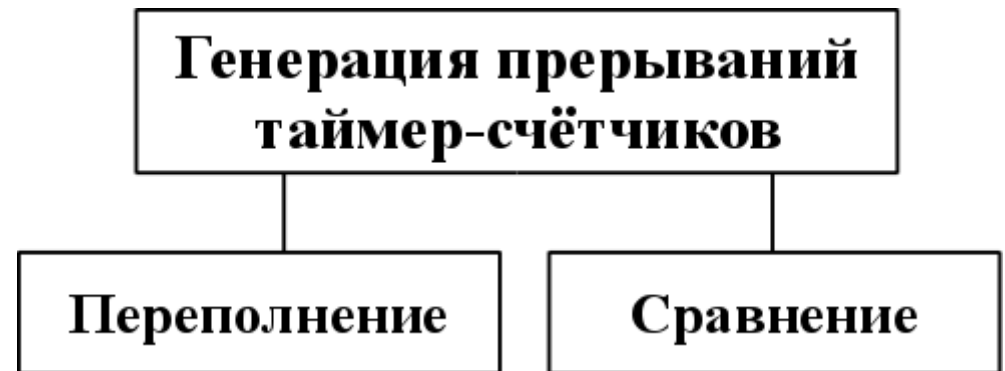 Генерация прерываний
таймер-счётчиков
Переполнение
Сравнение